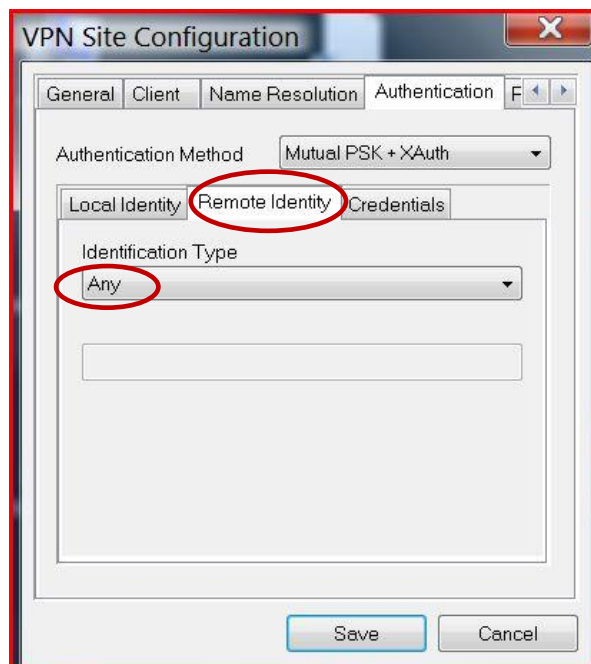 VPN Site Configuration
General Client Name Resolution Authentication F
Authentication Method Mutual PSK + XAuth
Local Identity Remote Identity Credentials
Identification Type
Any
Save Cancel